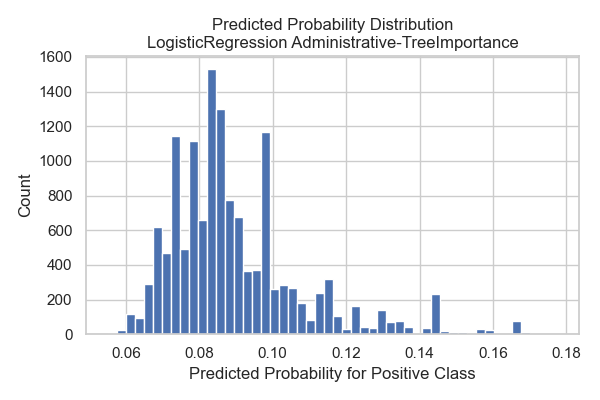 Predicted Probability Distribution
LogisticRegression Administrative-TreeImportance
1600
1400
1200
1000
800
600
400
200
0
Count
0.06 0.08 0.10 0.12 0.14 0.16 0.18
Predicted Probability for Positive Class